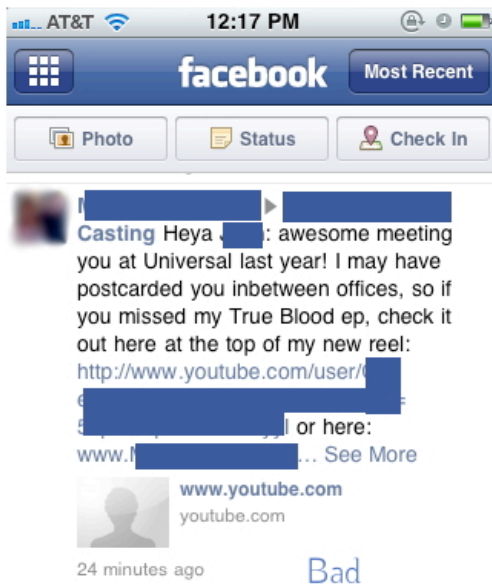 AT&T 12:17 PM
facebook Most Recent
Photo Status Check In
Casting Heya : awesome meeting
you at Universal last year! I may have
postcarded you inbetween offices, so if
you missed my True Blood ep, check it
out here at the top of my new reel:
http://www.youtube.com/user/
or here:
www. … See More
www.youtube.com
youtube.com
24 minutes ago Bad